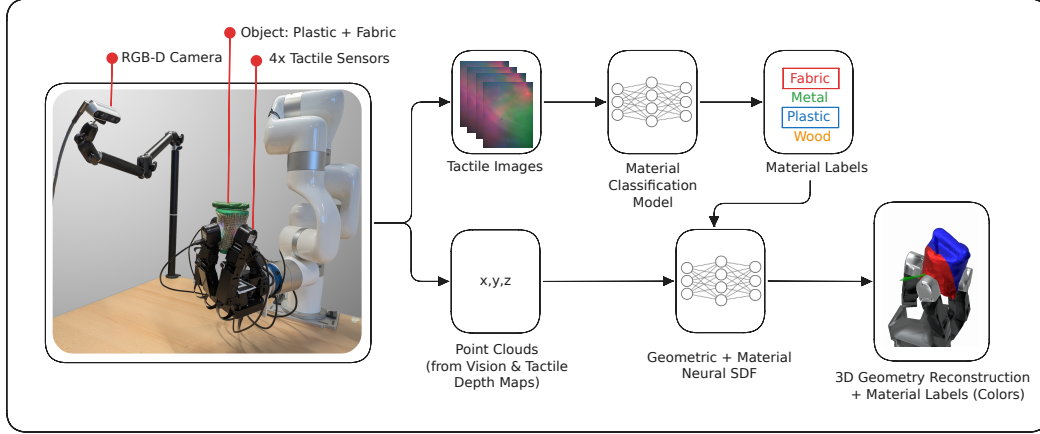 Object: Plastic + Fabric
RGB-D Camera
4x Tactile Sensors
Tactile Images
Material
Classification
Model
Fabric
Metal
Plastic
Wood
Material Labels
x,y,z
Point Clouds
(from Vision & Tactile
Depth Maps)
Geometric + Material
Neural SDF
3D Geometry Reconstruction
+ Material Labels (Colors)